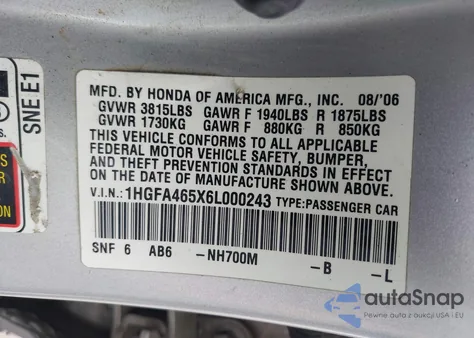 SNE E1
MFD. BY HONDA OF AMERICA MFG., INC. 08/'06
GVWR 3815LBS GAWR F 1940LBS R 1875LBS
GVWR 1730KG GAWR F 880KG R 850KG
THIS VEHICLE CONFORMS TO ALL APPLICABLE
FEDERAL MOTOR VEHICLE SAFETY, BUMPER,
AND THEFT PREVENTION STANDARDS IN EFFECT
ON THE DATE OF MANUFACTURE SHOWN ABOVE.
V.I.N.: 1HGFA465X6L000243 TYPE:PASSENGER CAR
SNF 6 AB6 -NH700M -B -L
autoSnap
Pewne auta z aukcji USA i EU